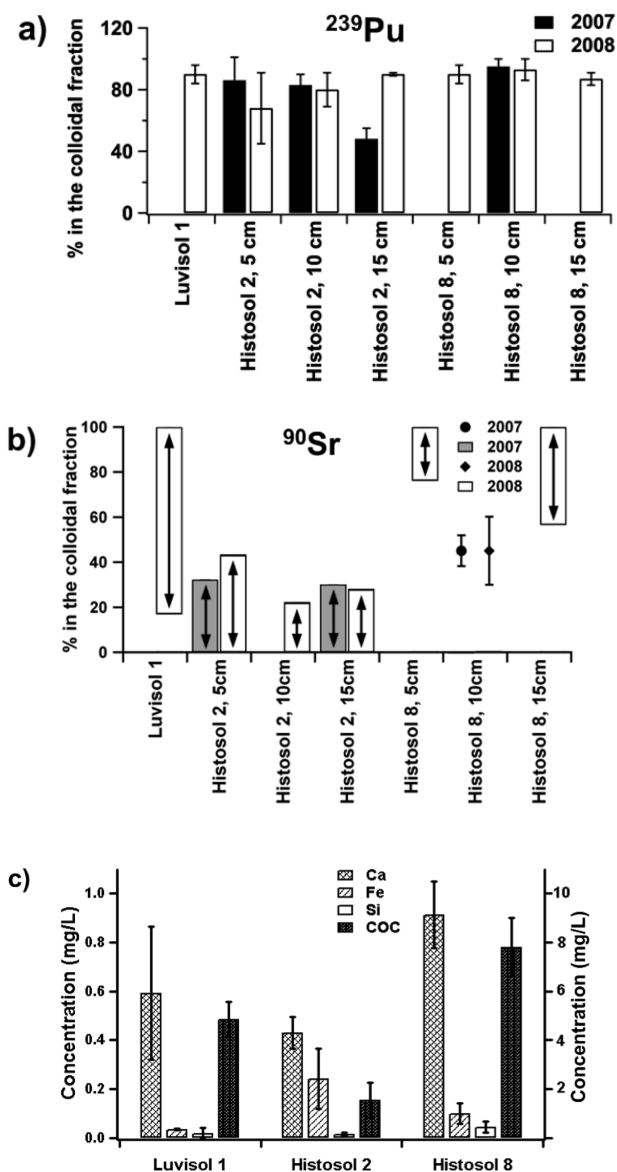 a)
²³⁹Pu
2007
2008
% in the colloidal fraction
120
80
40
0
Luvisol 1
Histosol 2, 5 cm
Histosol 2, 10 cm
Histosol 2, 15 cm
Histosol 8, 5 cm
Histosol 8, 10 cm
Histosol 8, 15 cm
b)
⁹⁰Sr
2007
2007
2008
2008
% in the colloidal fraction
100
80
60
40
20
0
Luvisol 1
Histosol 2, 5cm
Histosol 2, 10cm
Histosol 2, 15cm
Histosol 8, 5cm
Histosol 8, 10cm
Histosol 8, 15cm
c)
Ca
Fe
Si
COC
Concentration (mg/L)
1.0
0.8
0.6
0.4
0.2
0.0
10
8
6
4
2
Concentration (mg/L)
Luvisol 1
Histosol 2
Histosol 8